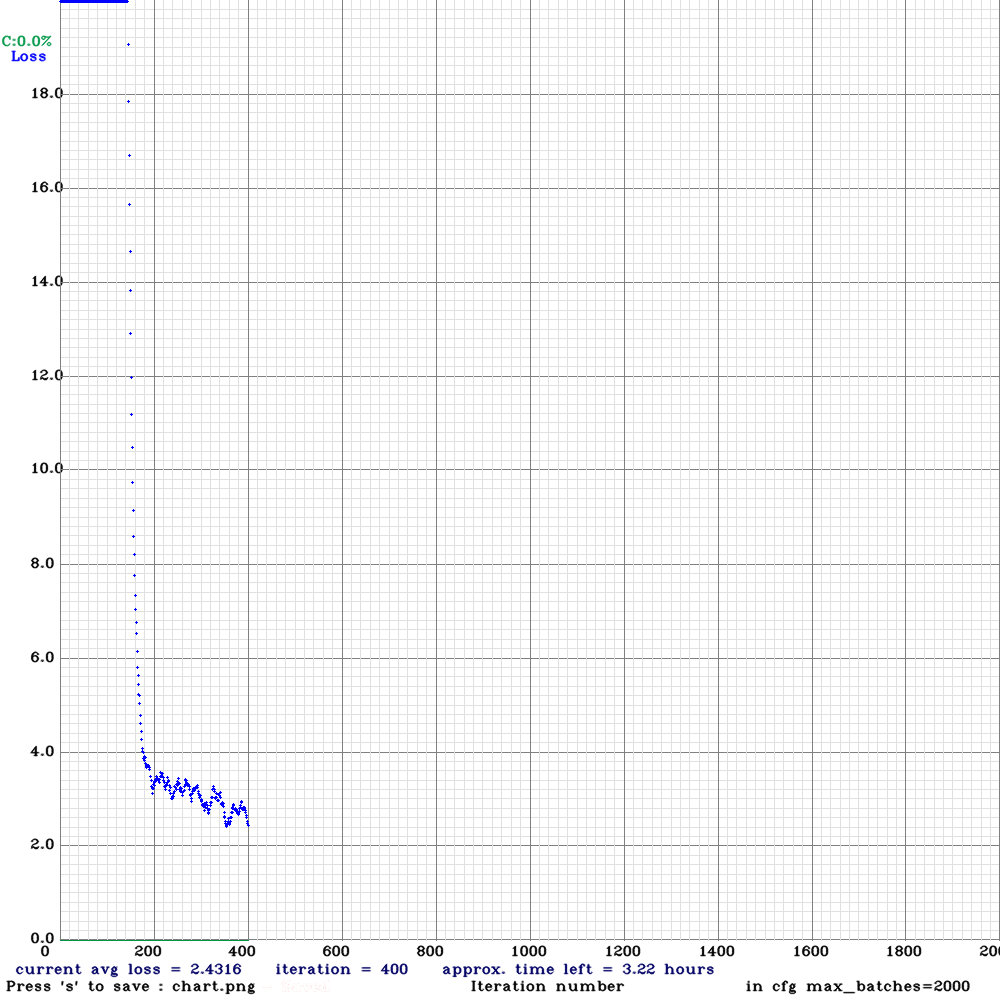 C:0.0%
Loss
18.0
16.0
14.0
12.0
10.0
8.0
6.0
4.0
2.0
0.0
0 200 400 600 800 1000 1200 1400 1600 1800 200
current avg loss = 2.4316 iteration = 400 approx. time left = 3.22 hours
Press 's' to save : chart.png Iteration number in cfg max_batches=2000